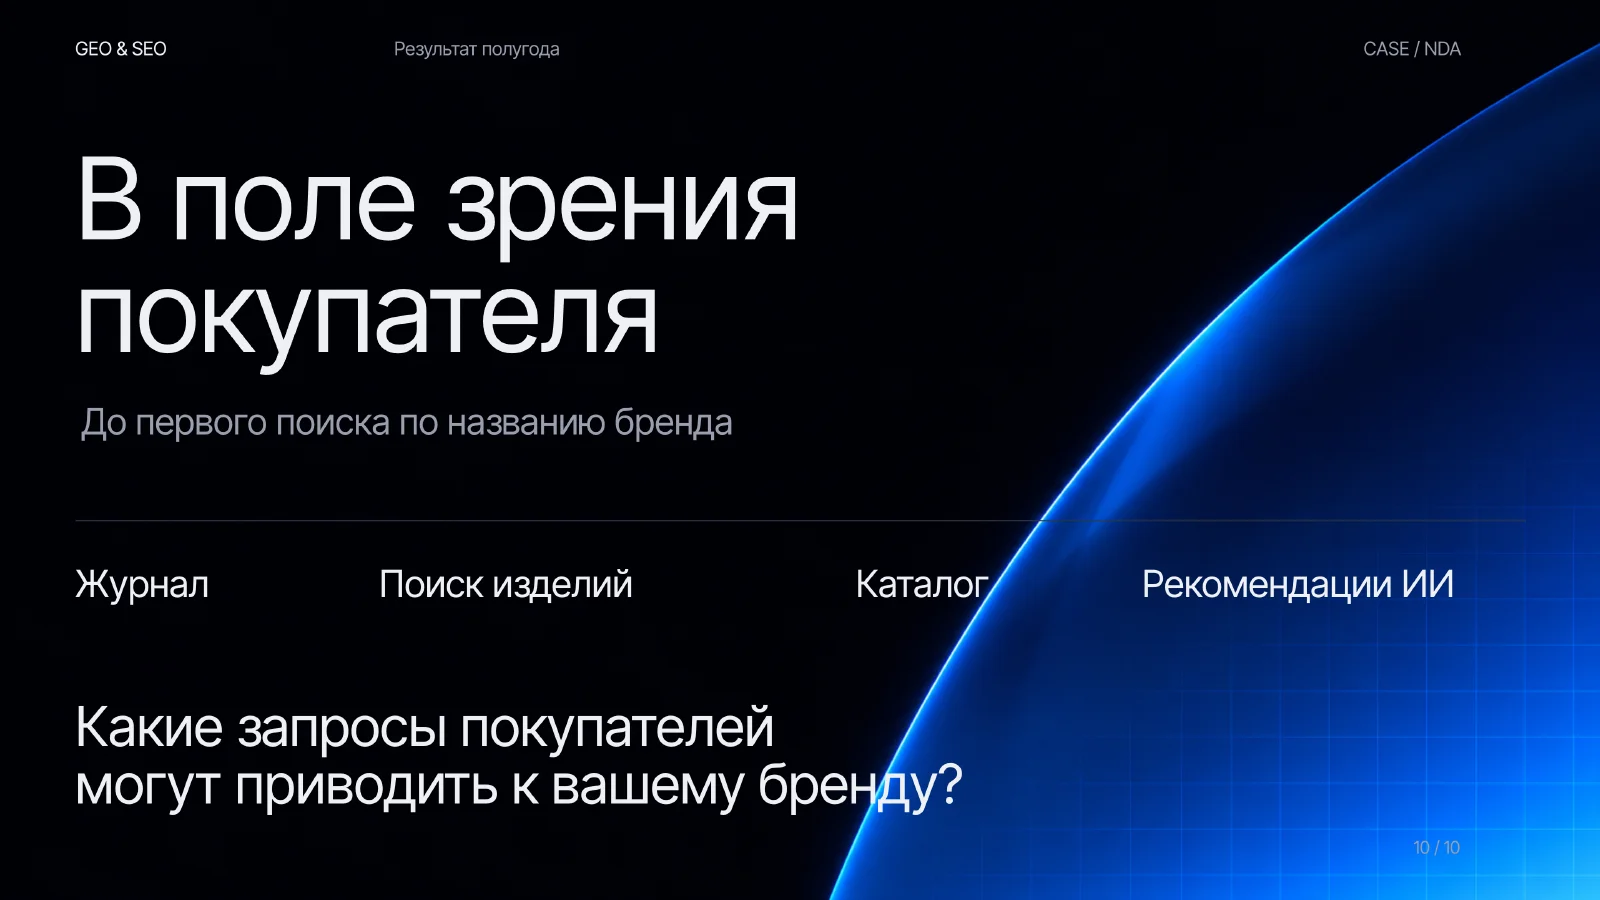 GEO & SEO
Результат полугода
CASE / NDA
В поле зрения
покупателя
До первого поиска по названию бренда
Журнал
Поиск изделий
Каталог
Рекомендации ИИ
Какие запросы покупателей
могут приводить к вашему бренду?
10 / 10